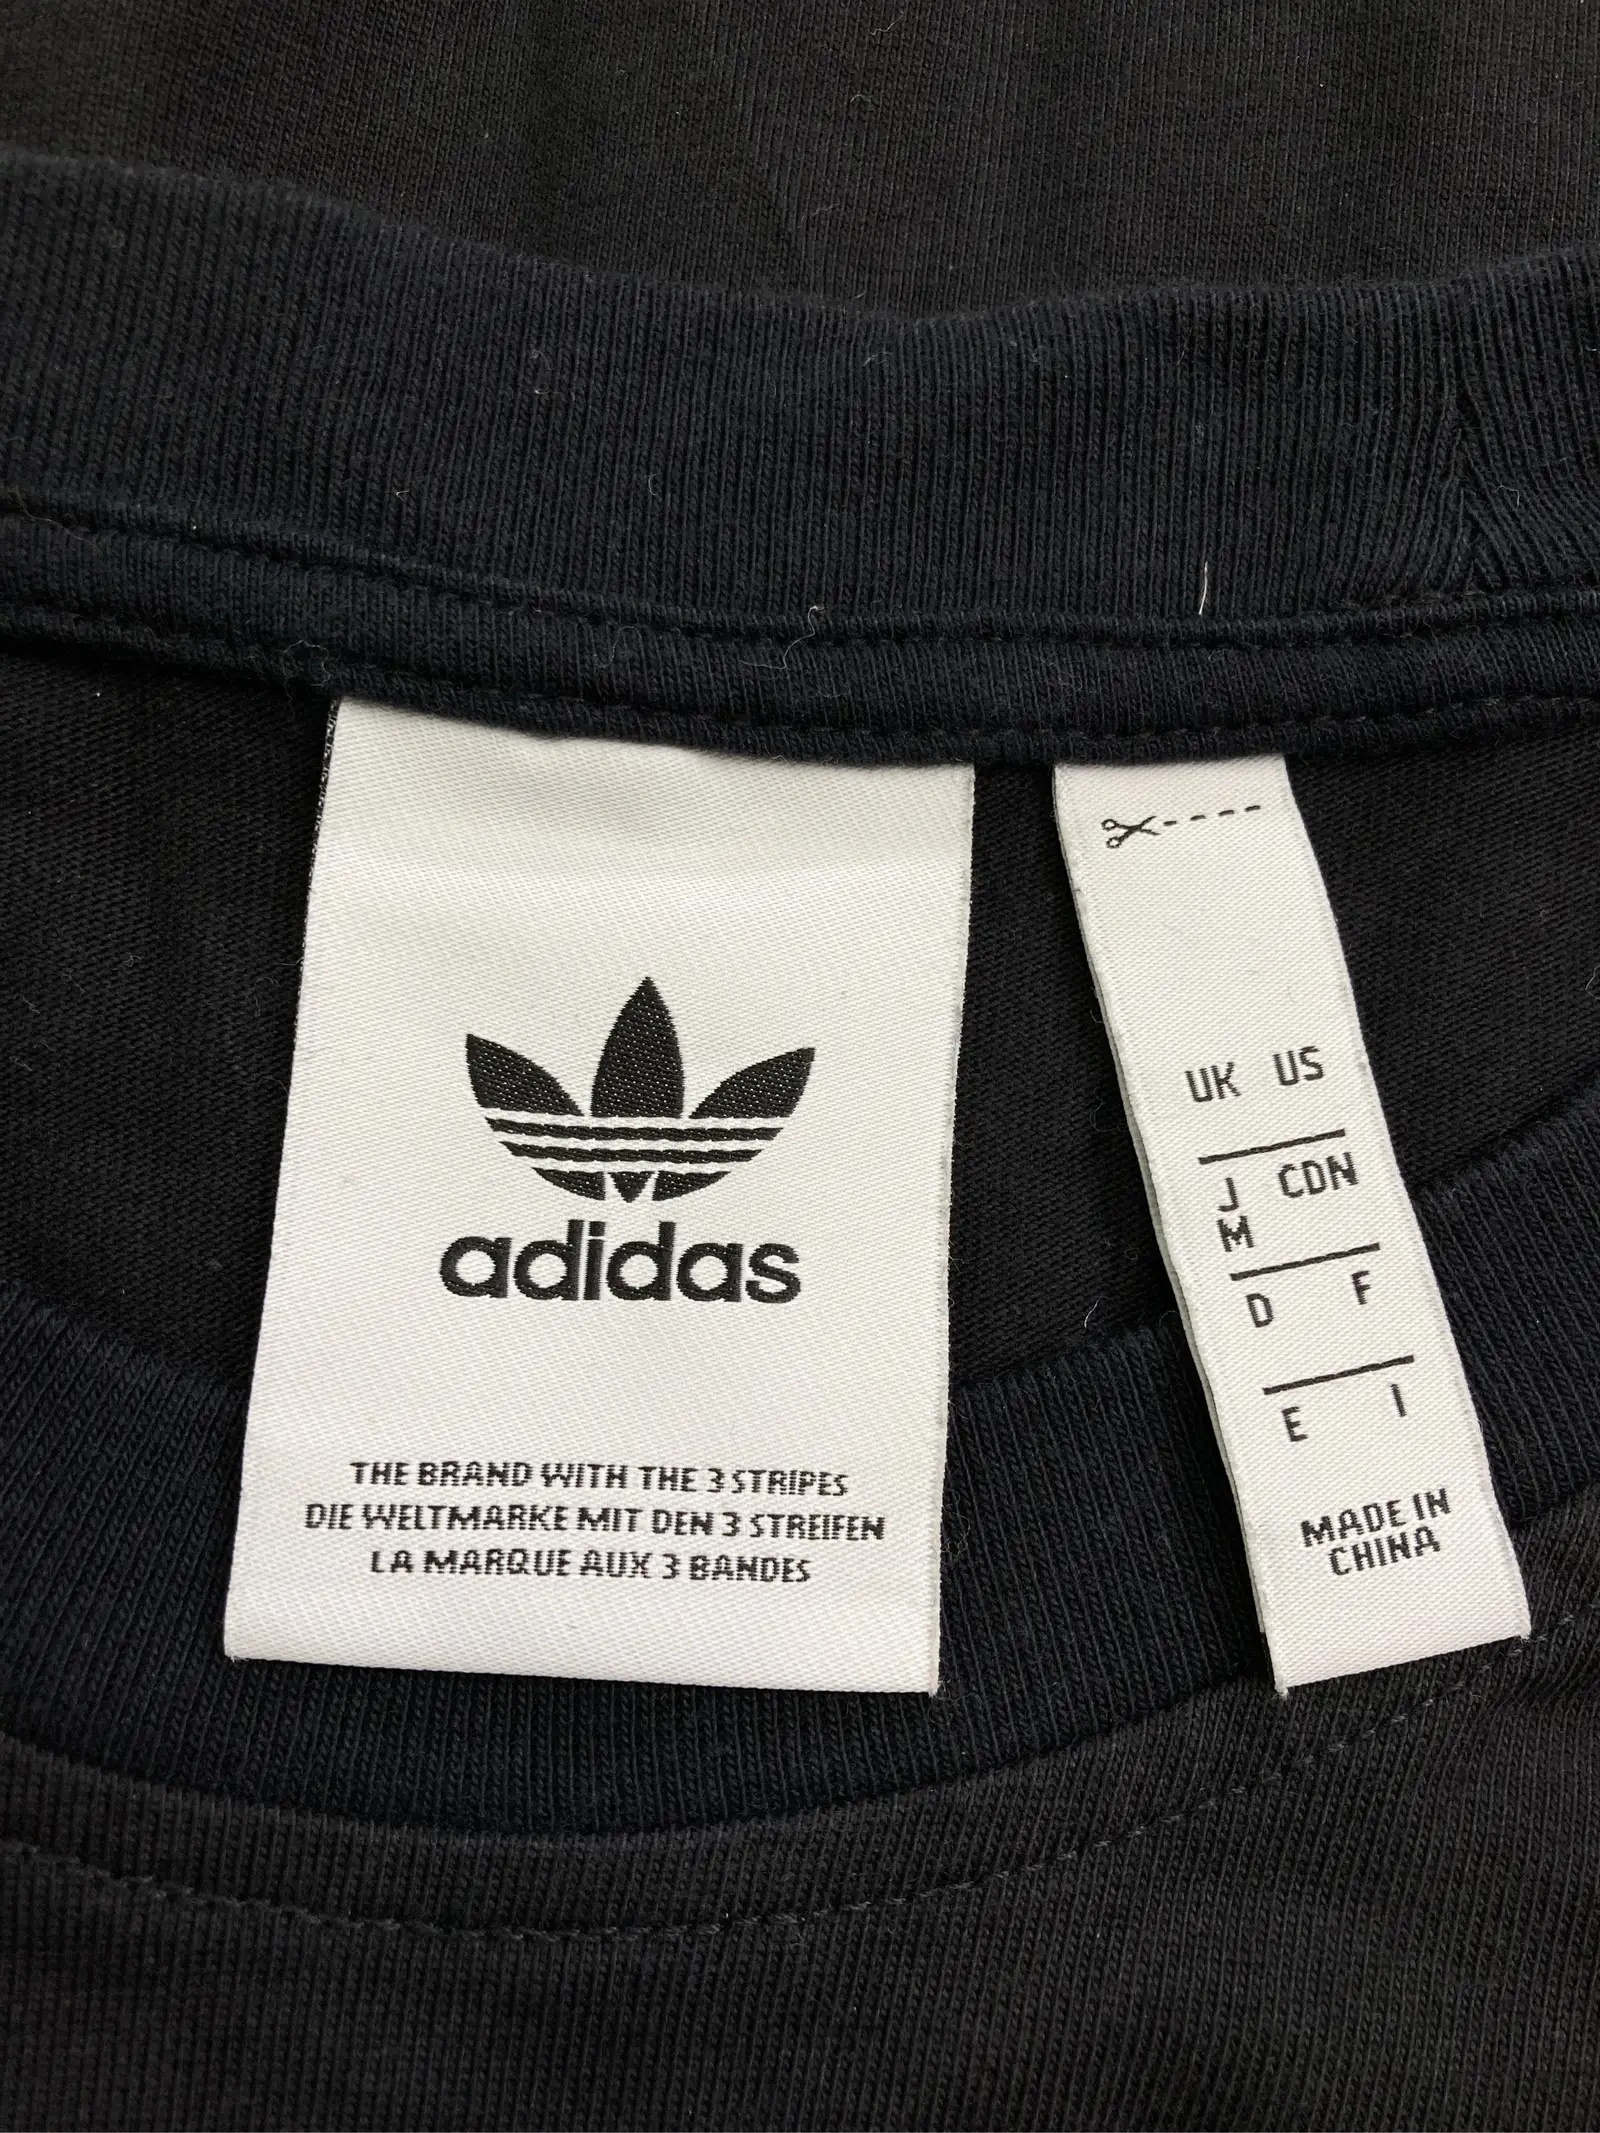 adidas
THE BRAND WITH THE 3 STRIPES
DIE WELTMARKE MIT DEN 3 STREIFEN
LA MARQUE AUX 3 BANDES
UK US
J CDN
M
D F
E I
MADE IN
CHINA